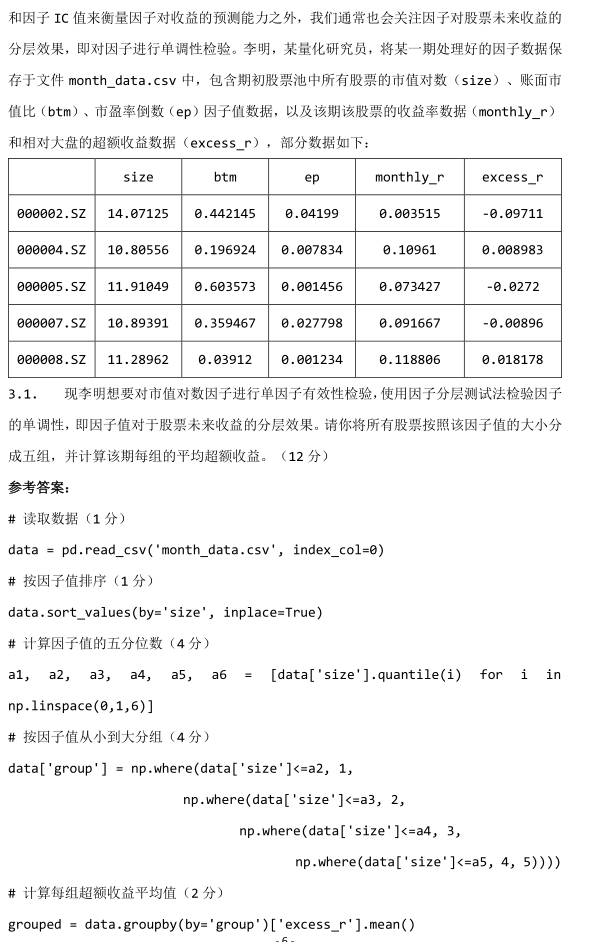 和因子 IC 值来衡量因子对收益的预测能力之外，我们通常也会关注因子对股票未来收益的
分层效果，即对因子进行单调性检验。李明，某量化研究员，将某一期处理好的因子数据保
存于文件 month_data.csv 中，包含期初股票池中所有股票的市值对数（size）、账面市
值比（btm）、市盈率倒数（ep）因子值数据，以及该期该股票的收益率数据（monthly_r）
和相对大盘的超额收益数据（excess_r），部分数据如下：
size btm ep monthly_r excess_r
000002.SZ 14.07125 0.442145 0.04199 0.003515 -0.09711
000004.SZ 10.80556 0.196924 0.007834 0.10961 0.008983
000005.SZ 11.91049 0.603573 0.001456 0.073427 -0.0272
000007.SZ 10.89391 0.359467 0.027798 0.091667 -0.00896
000008.SZ 11.28962 0.03912 0.001234 0.118806 0.018178
3.1. 现李明想要对市值对数因子进行单因子有效性检验，使用因子分层测试法检验因子
的单调性，即因子值对于股票未来收益的分层效果。请你将所有股票按照该因子值的大小分
成五组，并计算该期每组的平均超额收益。（12 分）
参考答案：
# 读取数据（1 分）
data = pd.read_csv('month_data.csv', index_col=0)
# 按因子值排序（1 分）
data.sort_values(by='size', inplace=True)
# 计算因子值的五分位数（4 分）
a1, a2, a3, a4, a5, a6 = [data['size'].quantile(i) for i in
np.linspace(0,1,6)]
# 按因子值从小到大分组（4 分）
data['group'] = np.where(data['size']<=a2, 1,
np.where(data['size']<=a3, 2,
np.where(data['size']<=a4, 3,
np.where(data['size']<=a5, 4, 5))))
# 计算每组超额收益平均值（2 分）
grouped = data.groupby(by='group')['excess_r'].mean()
-6-